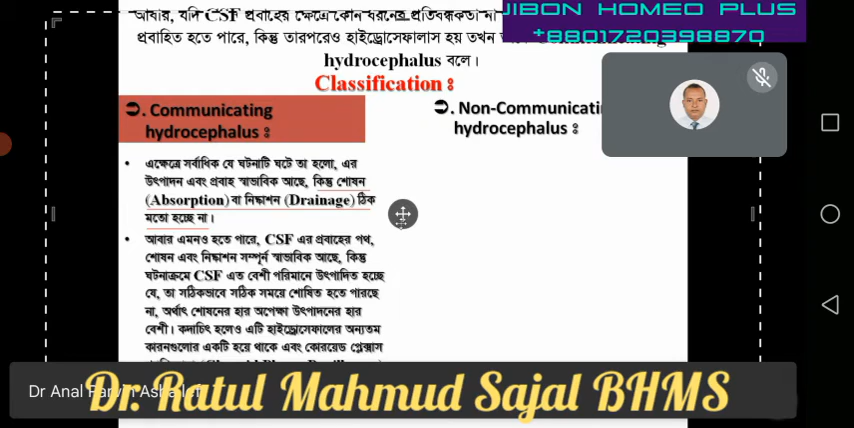 JIBON HOMEO PLUS
+8801720398870
আবার, যদি CSF প্রবাহের ক্ষেত্রে কোন ধরনের প্রতিবন্ধকতা না
প্রবাহিত হতে পারে, কিন্তু তারপরেও হাইড্রোসেফালাস হয় তখন
hydrocephalus বলে।
Classification ঃ
➲. Communicating
hydrocephalus ঃ
➲. Non-Communicati
hydrocephalus ঃ
• এক্ষেত্রে সর্বাধিক যে ঘটনাটি ঘটে তা হলো, এর
উৎপাদন এবং প্রবাহ স্বাভাবিক আছে, কিন্তু শোষন
(Absorption) বা নিষ্কাশন (Drainage) ঠিক
মতো হচ্ছে না।
• আবার এমনও হতে পারে, CSF এর প্রবাহের পথ,
শোষন এবং নিষ্কাশন সম্পূর্ন স্বাভাবিক আছে, কিন্তু
ঘটনাক্রমে CSF এত বেশী পরিমানে উৎপাদিত হচ্ছে
যে, তা সঠিকভাবে সঠিক সময়ে শোষিত হতে পারছে
না, অর্থাৎ শোষনের হার অপেক্ষা উৎপাদনের হার
বেশী। কদাচিৎ হলেও এটি হাইড্রোসেফালের অন্যতম
কারনগুলোর একটি হয়ে থাকে এবং কোরয়েড প্লেক্সাস
Dr Anal
Dr. Ratul Mahmud Sajal BHMS